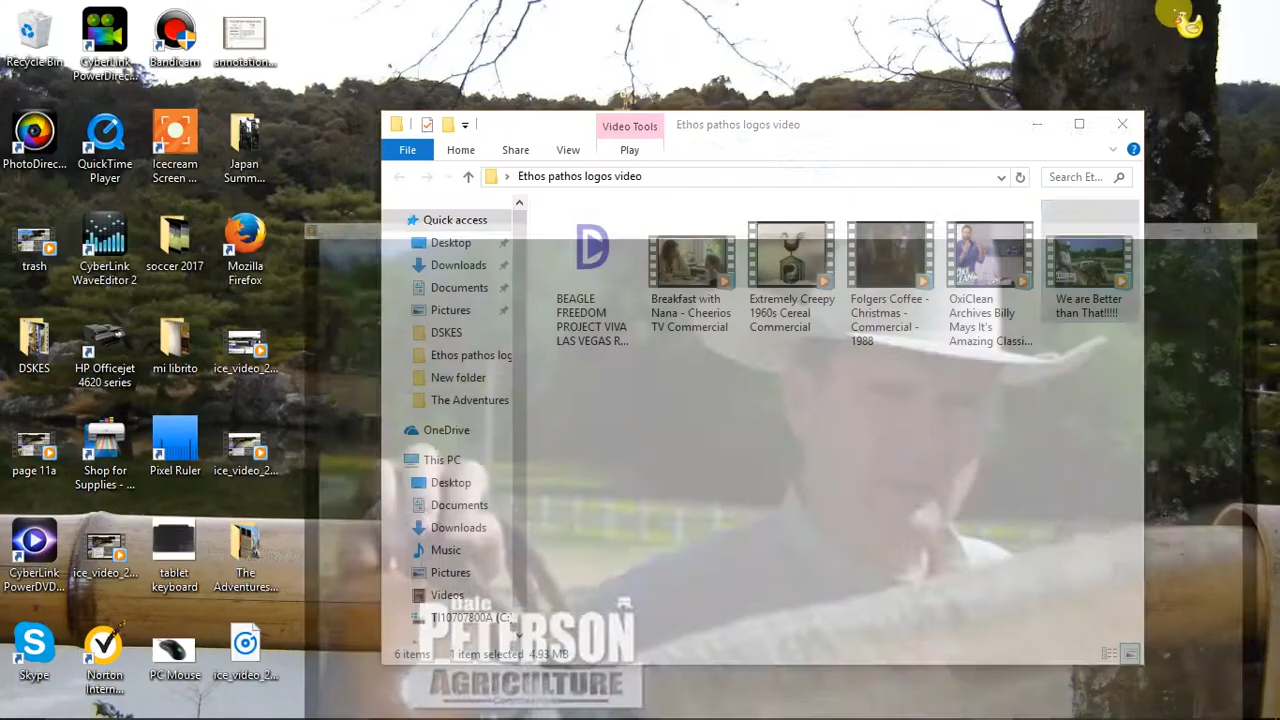 Recycle Bin
CyberLink
PowerDirec...
Bandicam
annotation...
PhotoDirec...
QuickTime
Player
Icecream
Screen ...
Japan
Summ...
trash
CyberLink
WaveEditor 2
soccer 2017
Mozilla
Firefox
DSKES
HP Officejet
4620 series
mi librito
ice_video_2...
page 11a
Shop for
Supplies - ...
Pixel Ruler
ice_video_2...
CyberLink
PowerDVD...
ice_video_2...
tablet
keyboard
The
Adventures...
Skype
Norton
Intern...
PC Mouse
ice_video_2...
Video Tools
Ethos pathos logos video
File
Home
Share
View
Play
Ethos pathos logos video
Search Et...
Quick access
Desktop
Downloads
Documents
Pictures
DSKES
Ethos pathos log
New folder
The Adventures
OneDrive
This PC
Desktop
Documents
Downloads
Music
Pictures
Videos
TI10707800A (C:
BEAGLE
FREEDOM
PROJECT VIVA
LAS VEGAS R...
Breakfast with
Nana - Cheerios
TV Commercial
Extremely Creepy
1960s Cereal
Commercial
Folgers Coffee -
Christmas -
Commercial -
1988
OxiClean
Archives Billy
Mays It's
Amazing Classi...
We are Better
than That!!!!!
6 items
1 item selected
4.93 MB
Dale
PETERSON
AGRICULTURE